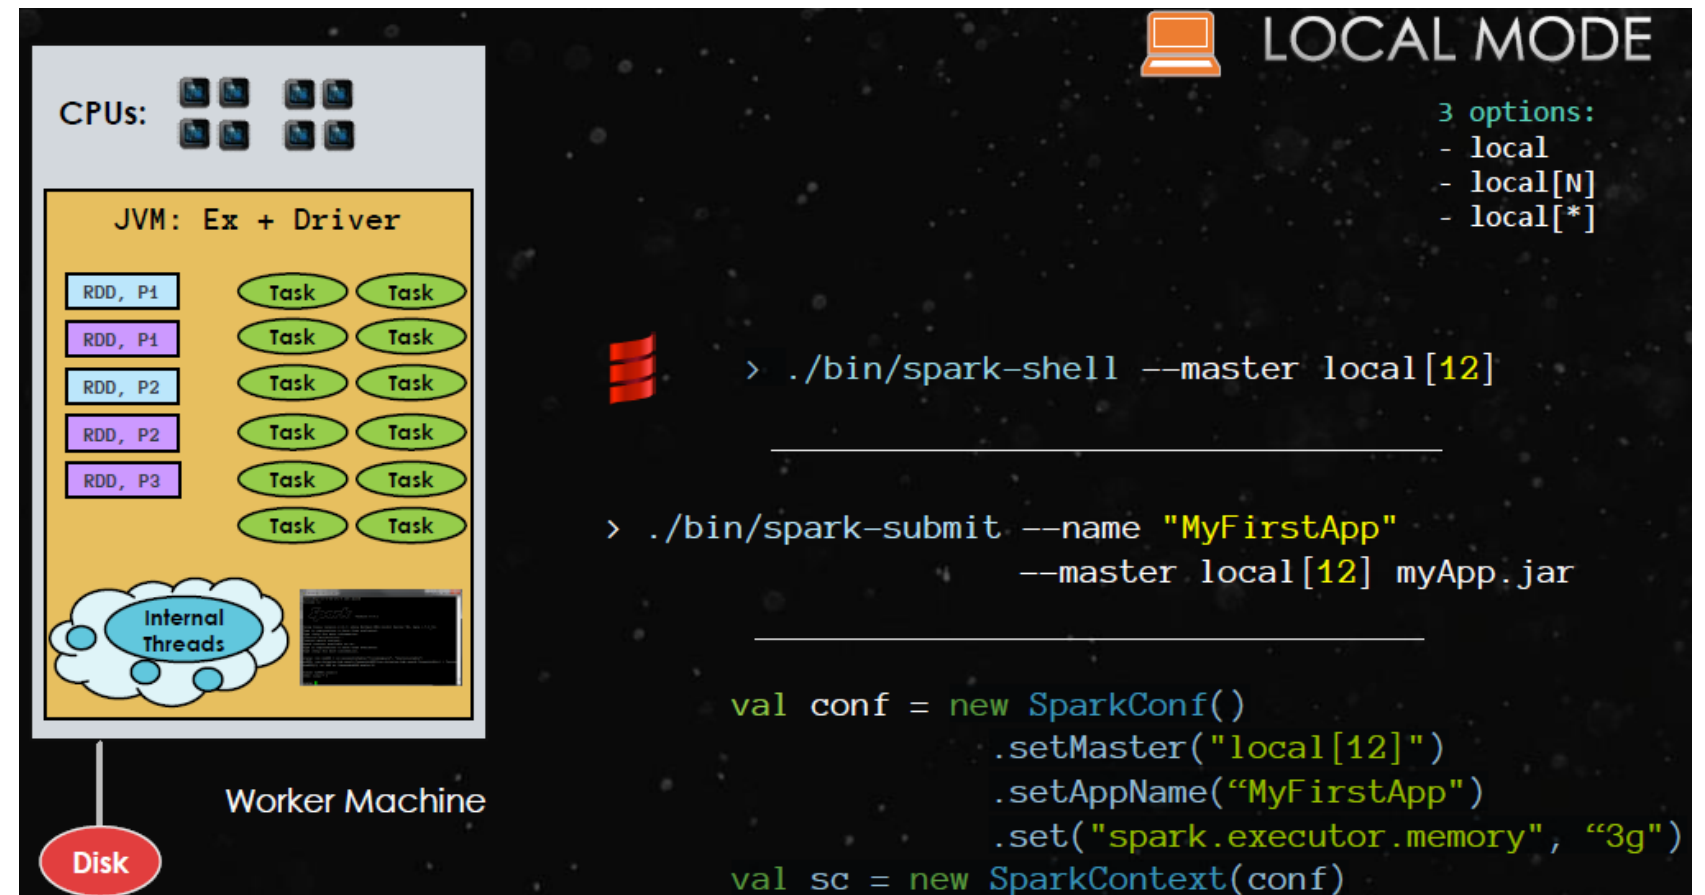 LOCAL MODE
3 options:
- local
- local[N]
- local[*]
CPUs:
JVM: Ex + Driver
RDD, P1
RDD, P1
RDD, P2
RDD, P2
RDD, P3
Task Task
Task Task
Task Task
Task Task
Task Task
Task Task
Internal
Threads
Worker Machine
Disk
> ./bin/spark-shell --master local[12]
> ./bin/spark-submit --name "MyFirstApp"
--master local[12] myApp.jar
val conf = new SparkConf()
.setMaster("local[12]")
.setAppName(“MyFirstApp")
.set("spark.executor.memory", “3g")
val sc = new SparkContext(conf)